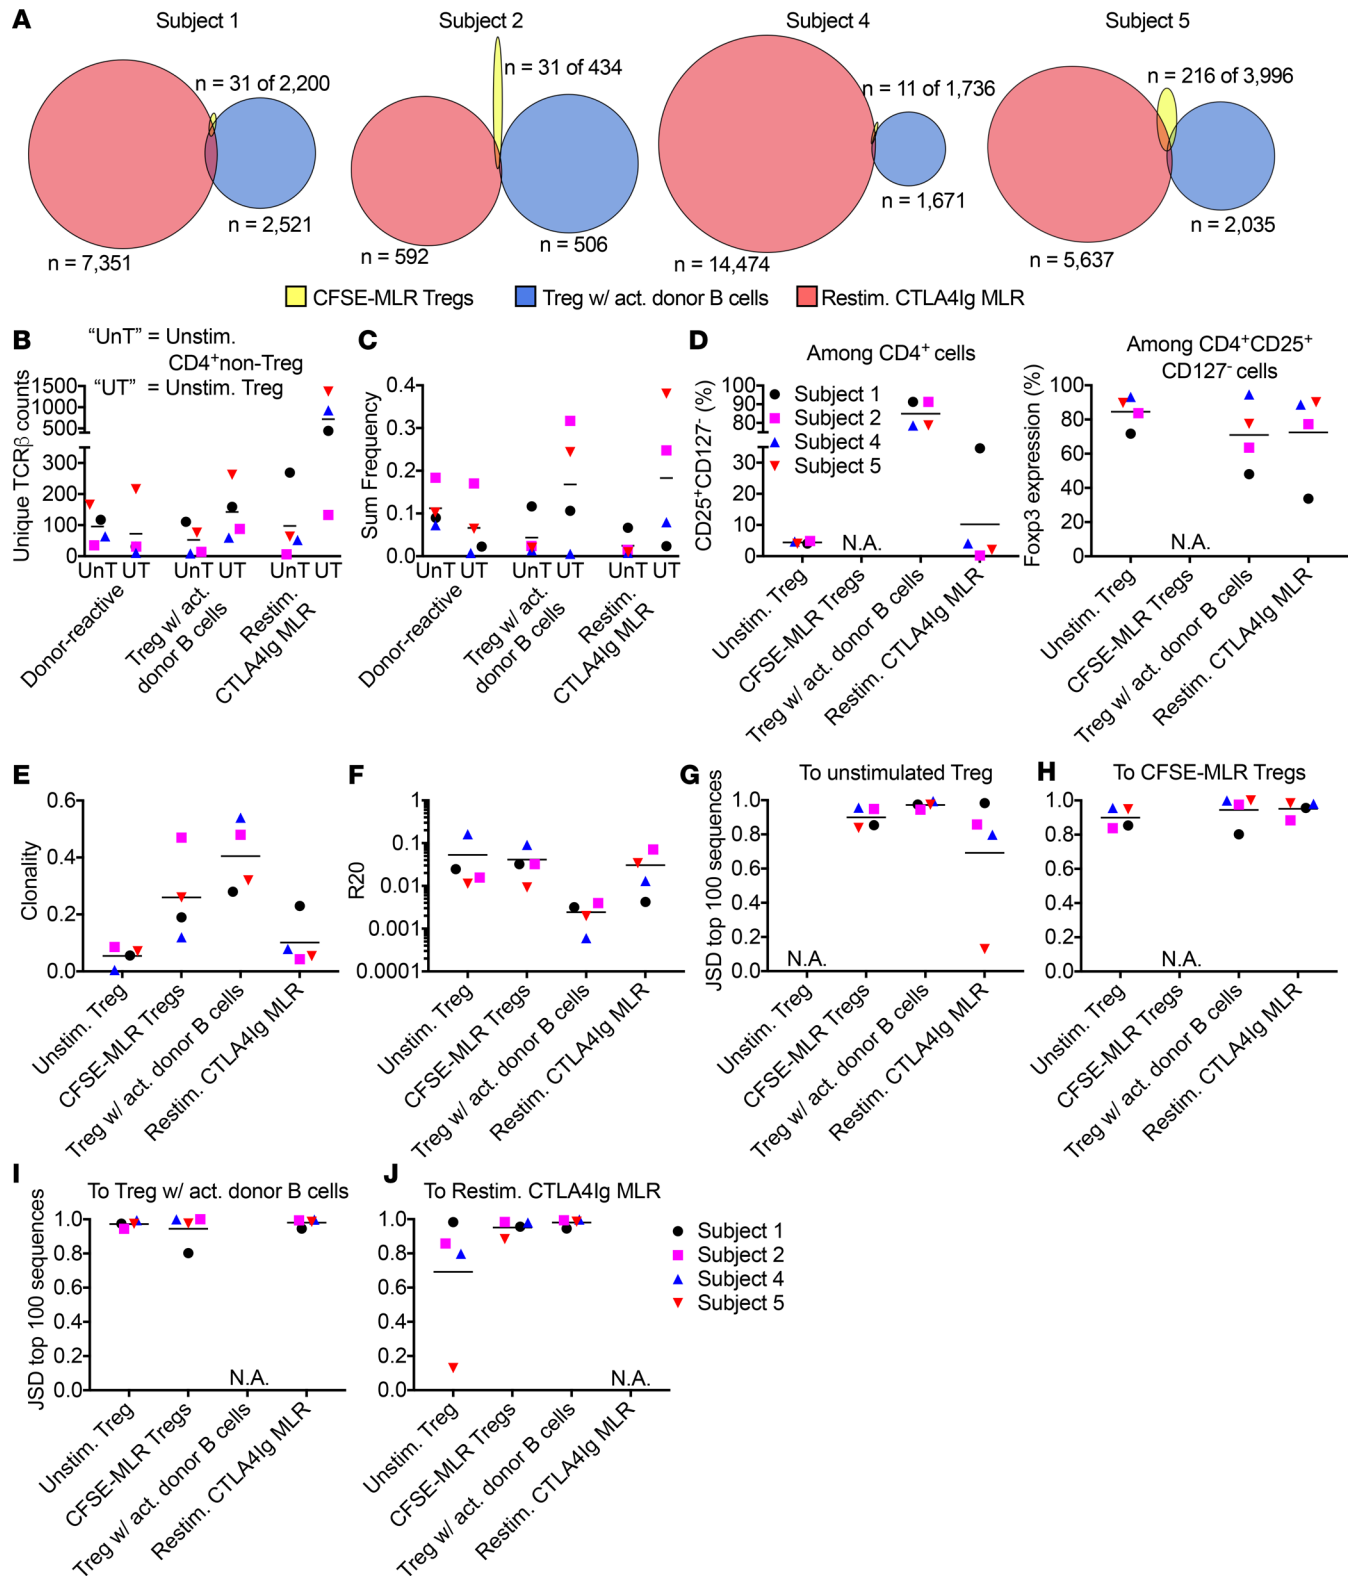 A
Subject 1
Subject 2
Subject 4
Subject 5
n = 31 of 2,200
n = 31 of 434
n = 11 of 1,736
n = 216 of 3,996
n = 2,521
n = 7,351
n = 506
n = 592
n = 1,671
n = 14,474
n = 2,035
n = 5,637
CFSE-MLR Tregs
Treg w/ act. donor B cells
Restim. CTLA4Ig MLR
B
“UnT” = Unstim.
CD4+non-Treg
“UT” = Unstim. Treg
Unique TCRβ counts
1500
1000
500
300
200
100
0
UnT UT
UnT UT
UnT UT
Donor-reactive
Treg w/ act.
donor B cells
Restim.
CTLA4Ig MLR
C
Sum Frequency
0.4
0.3
0.2
0.1
0.0
UnT UT
UnT UT
UnT UT
Donor-reactive
Treg w/ act.
donor B cells
Restim.
CTLA4Ig MLR
D
Among CD4+ cells
CD25+CD127- (%)
100
90
80
30
20
10
0
Subject 1
Subject 2
Subject 4
Subject 5
N.A.
Unstim. Treg
CFSE-MLR Tregs
Treg w/ act. donor B cells
Restim. CTLA4Ig MLR
Among CD4+CD25+
CD127- cells
Foxp3 expression (%)
100
80
60
40
20
0
N.A.
Unstim. Treg
CFSE-MLR Tregs
Treg w/ act. donor B cells
Restim. CTLA4Ig MLR
E
Clonality
0.6
0.4
0.2
0.0
Unstim. Treg
CFSE-MLR Tregs
Treg w/ act. donor B cells
Restim. CTLA4Ig MLR
F
R20
1
0.1
0.01
0.001
0.0001
Unstim. Treg
CFSE-MLR Tregs
Treg w/ act. donor B cells
Restim. CTLA4Ig MLR
G
To unstimulated Treg
JSD top 100 sequences
1.0
0.8
0.6
0.4
0.2
0.0
N.A.
Unstim. Treg
CFSE-MLR Tregs
Treg w/ act. donor B cells
Restim. CTLA4Ig MLR
H
To CFSE-MLR Tregs
1.0
0.8
0.6
0.4
0.2
0.0
N.A.
Unstim. Treg
CFSE-MLR Tregs
Treg w/ act. donor B cells
Restim. CTLA4Ig MLR
I
To Treg w/ act. donor B cells
JSD top 100 sequences
1.0
0.8
0.6
0.4
0.2
0.0
N.A.
Unstim. Treg
CFSE-MLR Tregs
Treg w/ act. donor B cells
Restim. CTLA4Ig MLR
J
To Restim. CTLA4Ig MLR
1.0
0.8
0.6
0.4
0.2
0.0
N.A.
Unstim. Treg
CFSE-MLR Tregs
Treg w/ act. donor B cells
Restim. CTLA4Ig MLR
Subject 1
Subject 2
Subject 4
Subject 5